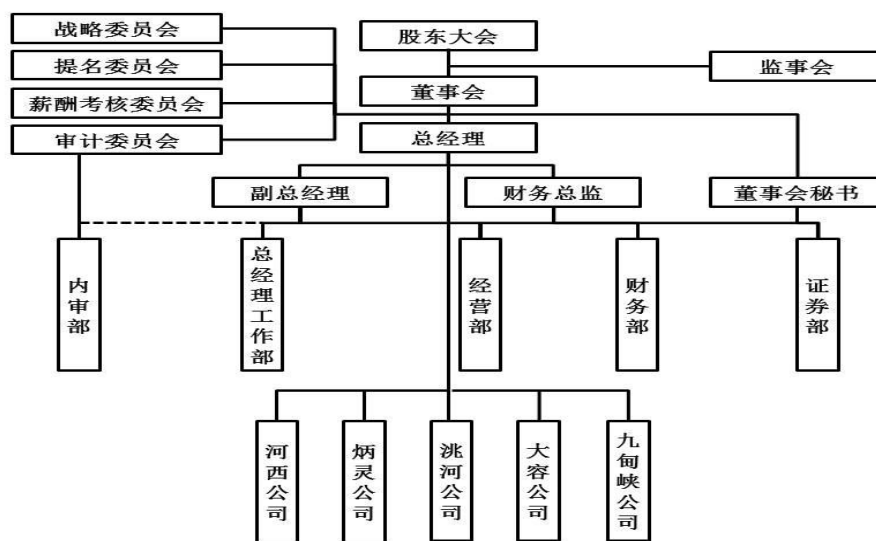 战略委员会
股东大会
提名委员会
监事会
董事会
薪酬考核委员会
审计委员会
总经理
副总经理
财务总监
董事会秘书
内审部
总经理工作部
经营部
财务部
证券部
河西公司
炳灵公司
洮河公司
大容公司
九甸峡公司